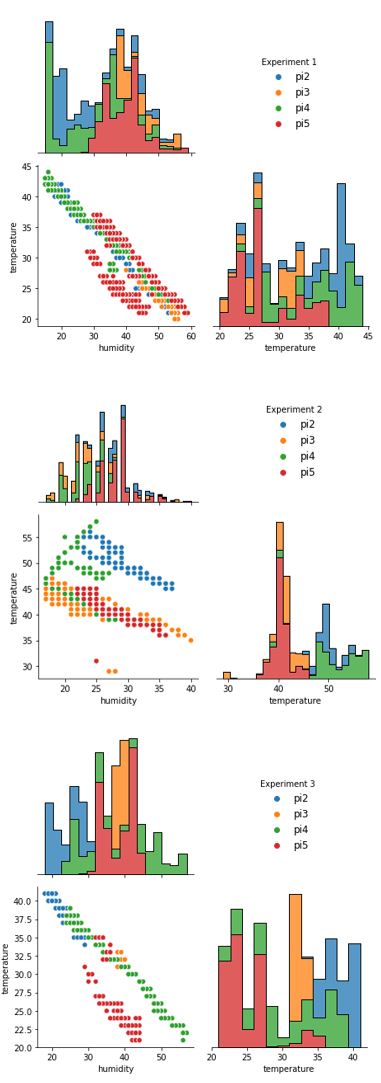 Experiment 1
pi2
pi3
pi4
pi5
45
40
35
30
25
20
temperature
20 30 40 50 60
humidity
20 25 30 35 40 45
temperature
Experiment 2
pi2
pi3
pi4
pi5
55
50
45
40
35
30
temperature
20 30 40
humidity
30 40 50
temperature
Experiment 3
pi2
pi3
pi4
pi5
40.0
37.5
35.0
32.5
30.0
27.5
25.0
22.5
20.0
temperature
20 30 40 50
humidity
20 25 30 35 40
temperature